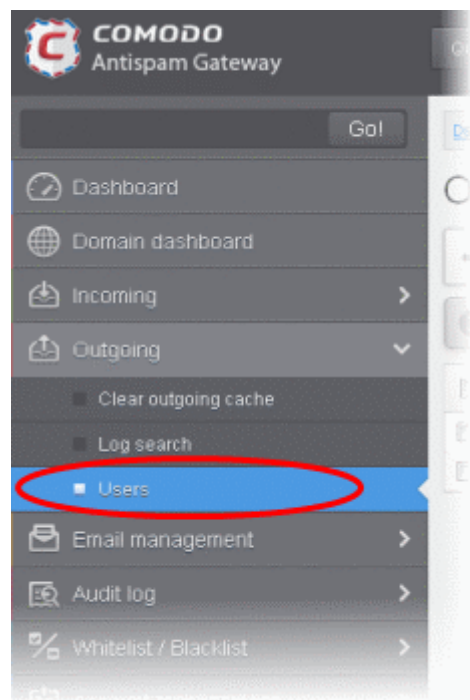 COMODO
Antispam Gateway
Go!
Dashboard
Domain dashboard
Incoming
Outgoing
Clear outgoing cache
Log search
Users
Email management
Audit log
Whitelist / Blacklist